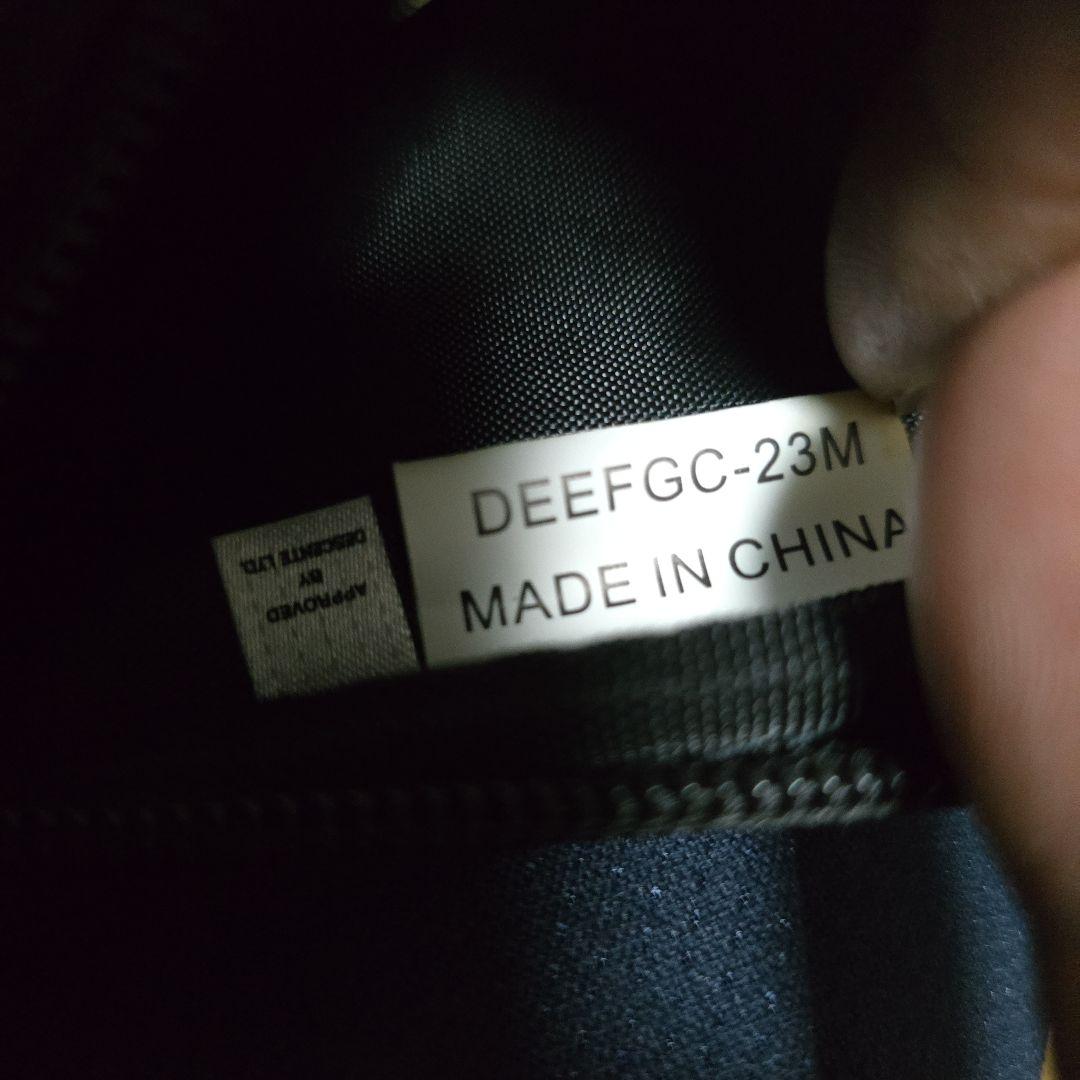 DEEFGC-23M
MADE IN CHINA
APPROVED
BY
DESCENTE LTD.